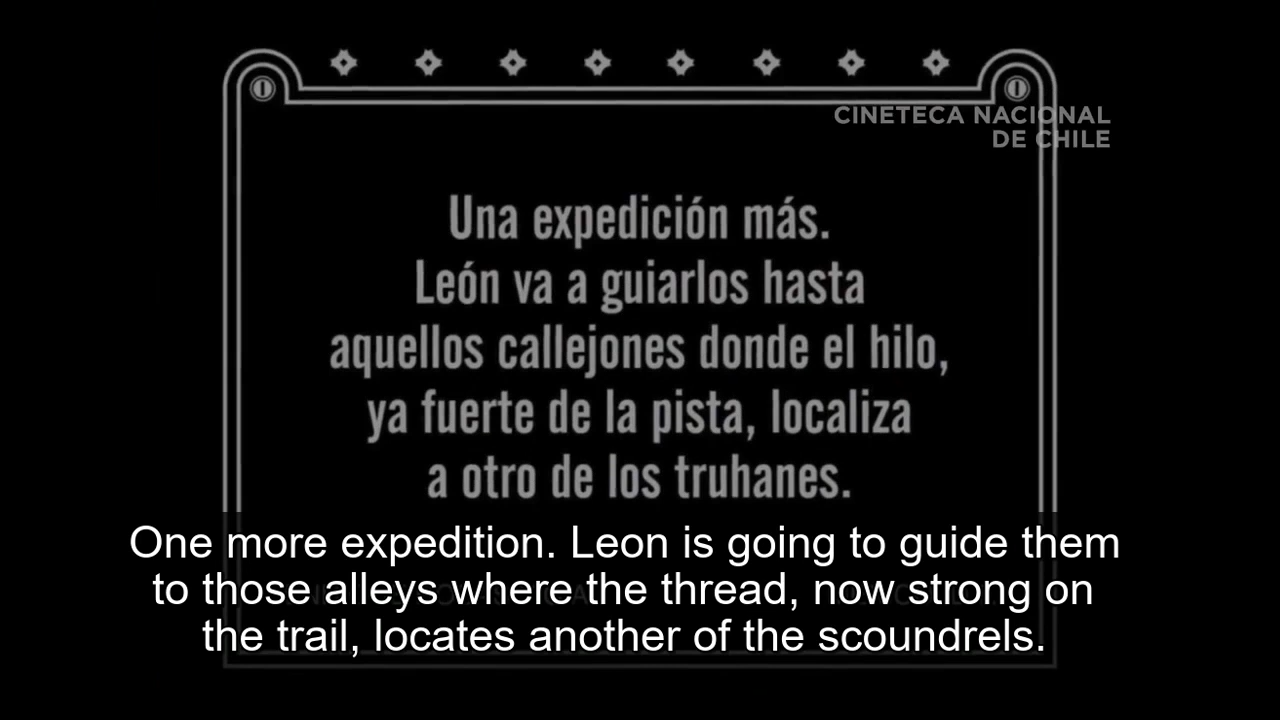 CINETECA NACIONAL
DE CHILE
Una expedición más.
León va a guiarlos hasta
aquellos callejones donde el hilo,
ya fuerte de la pista, localiza
a otro de los truhanes.
One more expedition. Leon is going to guide them
to those alleys where the thread, now strong on
the trail, locates another of the scoundrels.